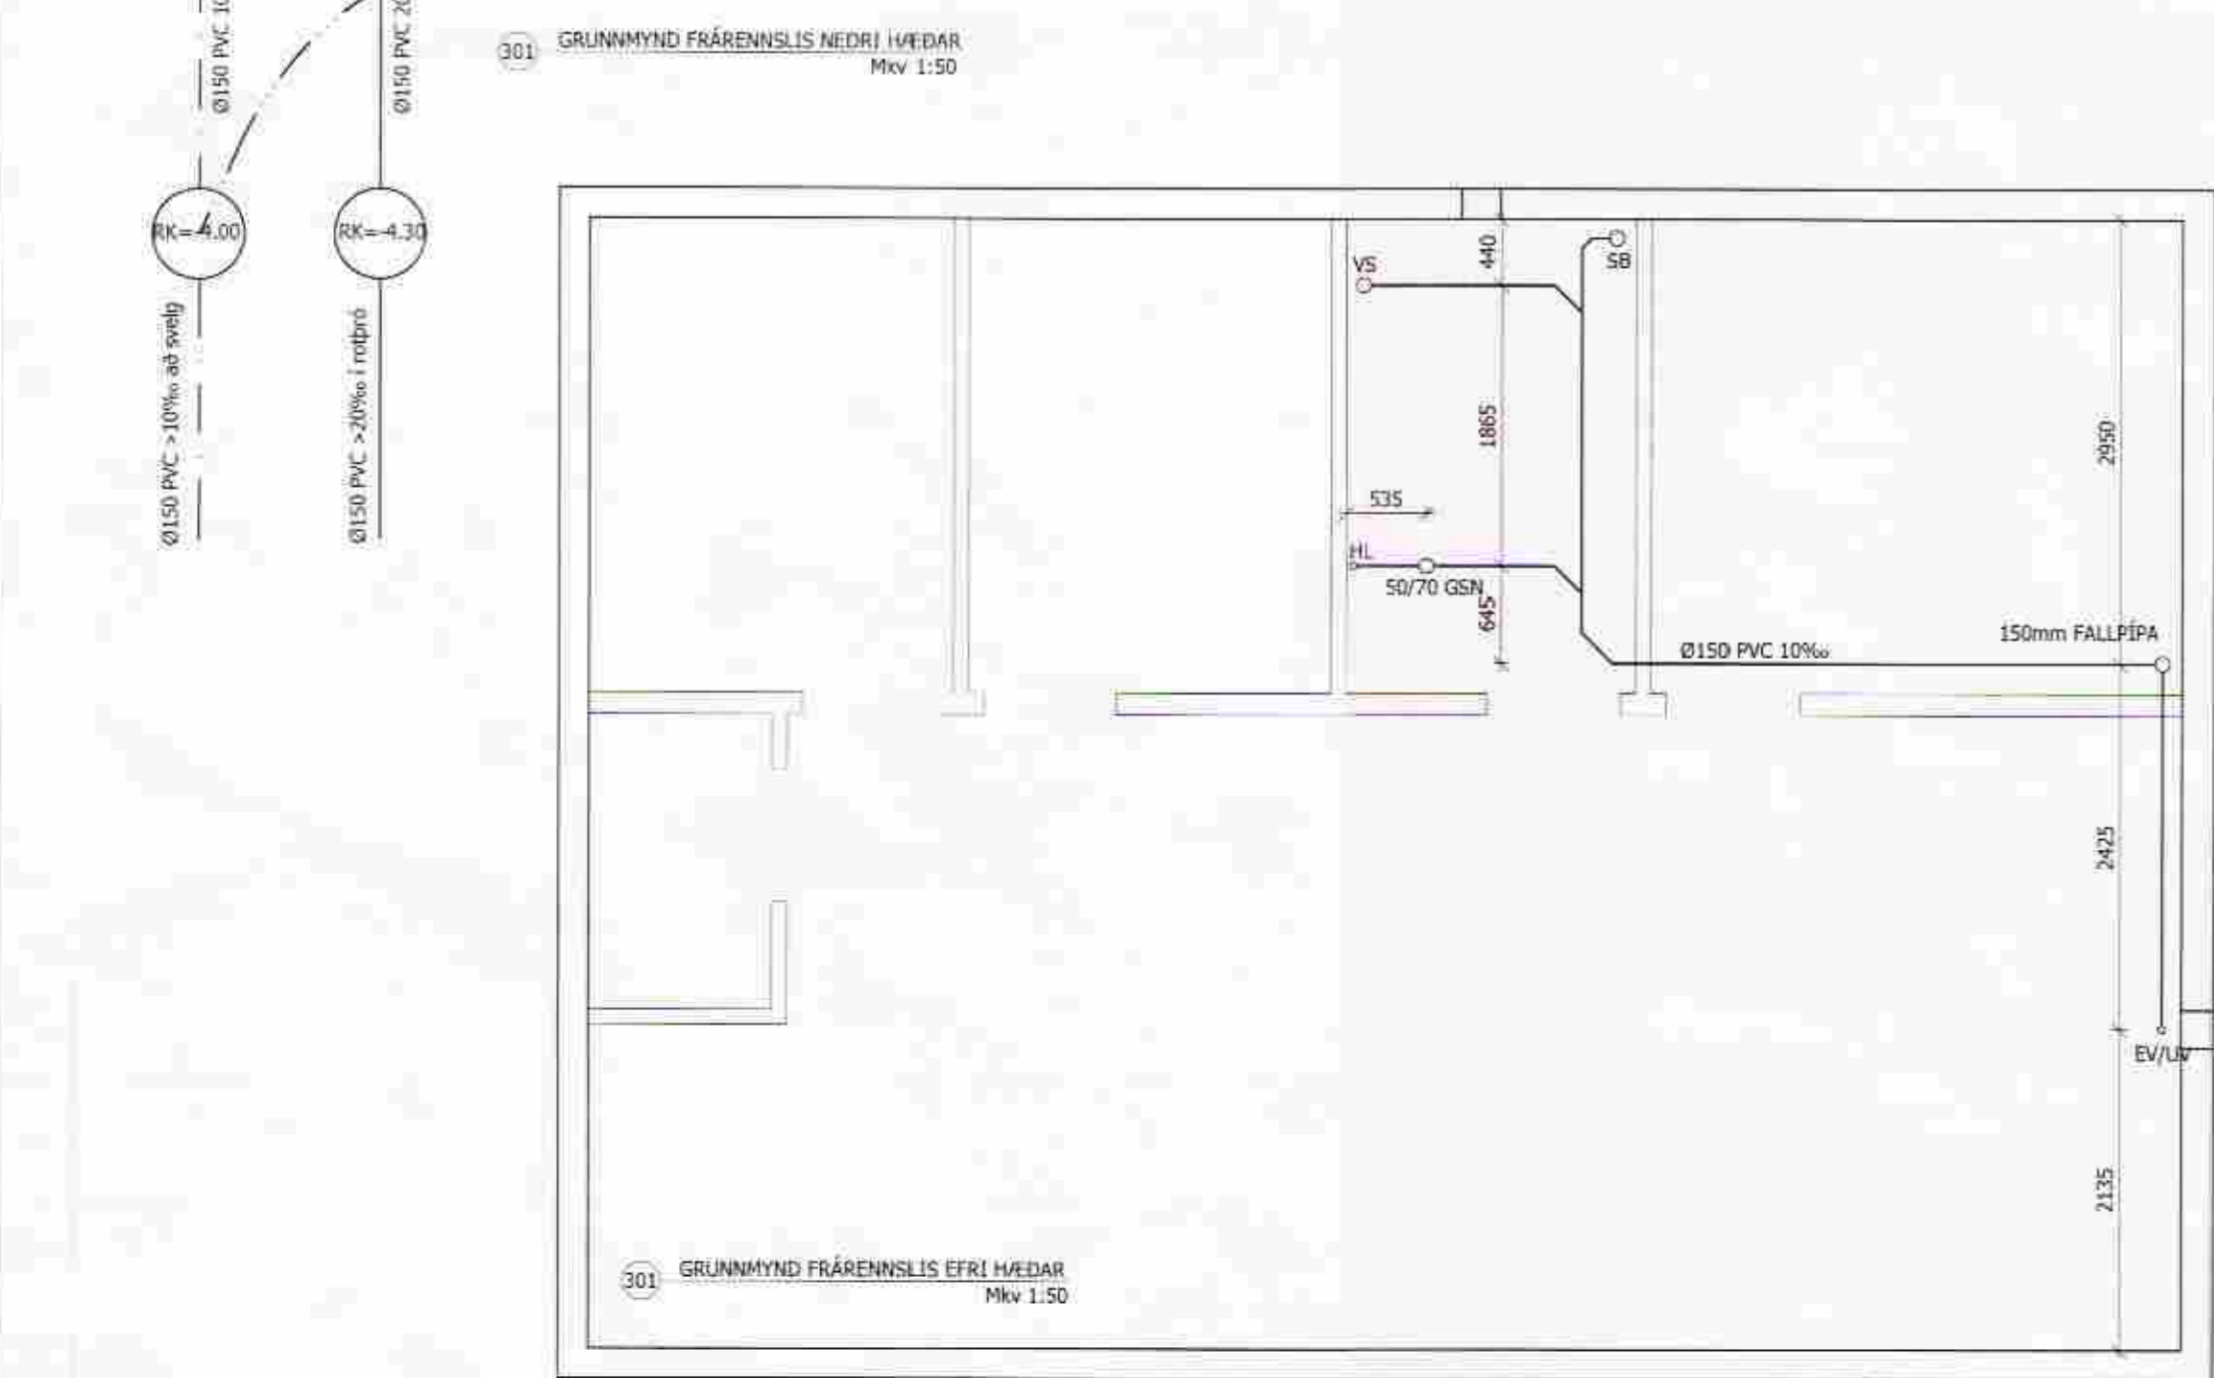 Ø150 PVC
Ø150 PVC
301
GRUNNMYND FRÁRENNSLIS NEÐRI HÆÐAR
Mkv 1:50
RK=-4.00
RK=-4.30
Ø150 PVC >10‰ að svelg
Ø150 PVC >20‰ í rotþró
VS
440
SB
1865
2950
535
HL
50/70 GSN
645
150mm FALLPÍPA
Ø150 PVC 10‰
2425
EV/UV
2135
301
GRUNNMYND FRÁRENNSLIS EFRI HÆÐAR
Mkv 1:50